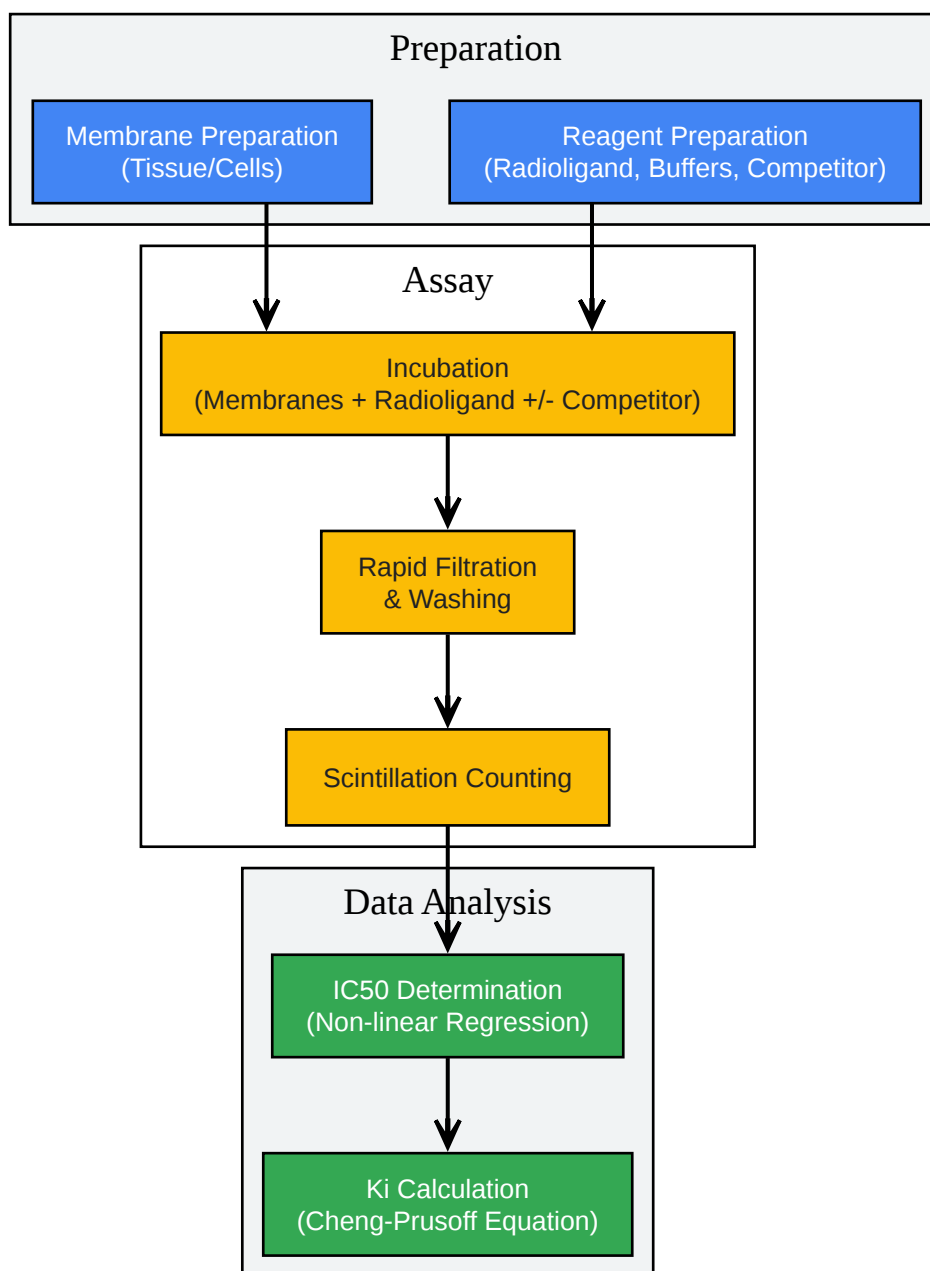 Preparation
Membrane Preparation
(Tissue/Cells)
Reagent Preparation
(Radioligand, Buffers, Competitor)
Assay
Incubation
(Membranes + Radioligand +/- Competitor)
Rapid Filtration
& Washing
Scintillation Counting
Data Analysis
IC50 Determination
(Non-linear Regression)
Ki Calculation
(Cheng-Prusoff Equation)